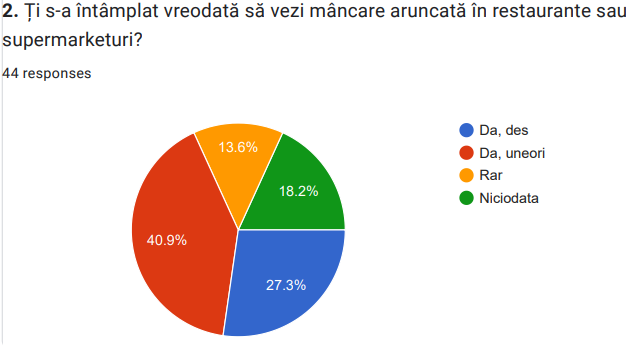 2. Ți s-a întâmplat vreodată să vezi mâncare aruncată în restaurante sau
supermarketuri?
44 responses
13.6%
18.2%
40.9%
27.3%
Da, des
Da, uneori
Rar
Niciodata